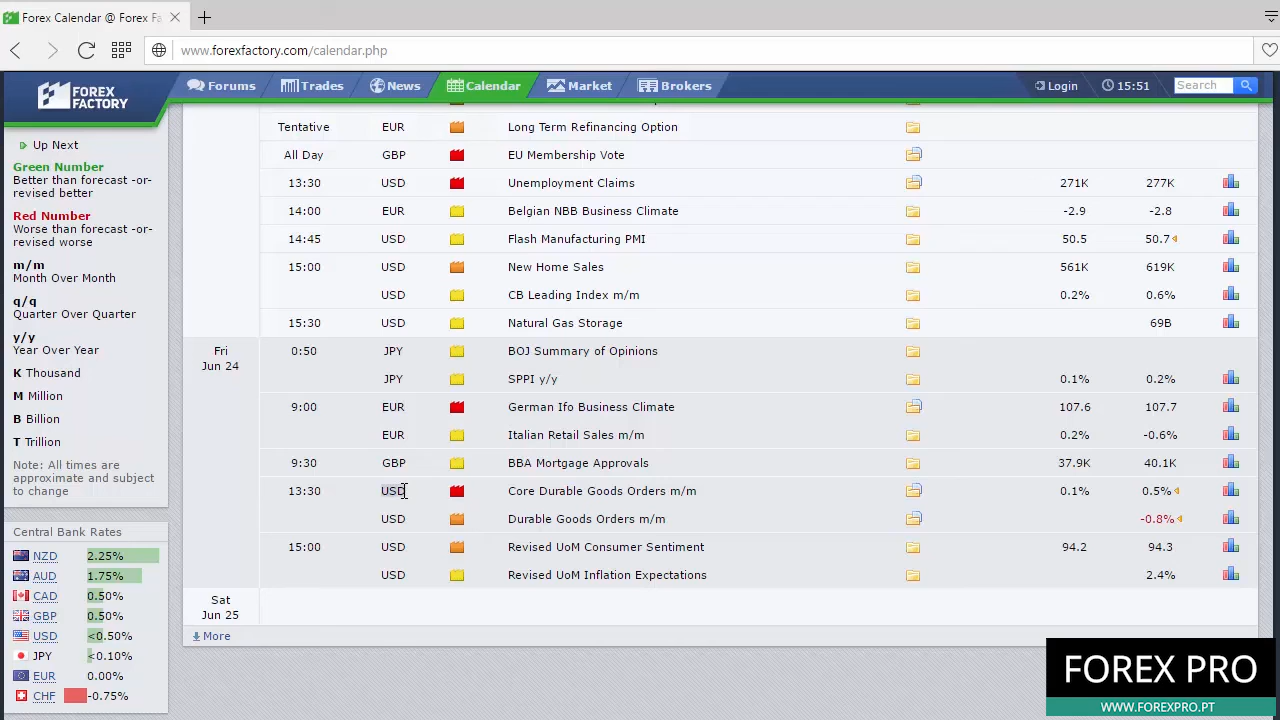 Forex Calendar @ Forex Fa
www.forexfactory.com/calendar.php
FOREX FACTORY
Forums Trades News Calendar Market Brokers Login 15:51 Search
Up Next
Green Number
Better than forecast -or-
revised better
Red Number
Worse than forecast -or-
revised worse
m/m
Month Over Month
q/q
Quarter Over Quarter
y/y
Year Over Year
K Thousand
M Million
B Billion
T Trillion
Note: All times are
approximate and subject
to change
Central Bank Rates
NZD 2.25%
AUD 1.75%
CAD 0.50%
GBP 0.50%
USD <0.50%
JPY <0.10%
EUR 0.00%
CHF -0.75%
Tentative EUR Long Term Refinancing Option
All Day GBP EU Membership Vote
13:30 USD Unemployment Claims 271K 277K
14:00 EUR Belgian NBB Business Climate -2.9 -2.8
14:45 USD Flash Manufacturing PMI 50.5 50.7
15:00 USD New Home Sales 561K 619K
USD CB Leading Index m/m 0.2% 0.6%
15:30 USD Natural Gas Storage 69B
Fri
Jun 24
0:50 JPY BOJ Summary of Opinions
JPY SPPI y/y 0.1% 0.2%
9:00 EUR German Ifo Business Climate 107.6 107.7
EUR Italian Retail Sales m/m 0.2% -0.6%
9:30 GBP BBA Mortgage Approvals 37.9K 40.1K
13:30 USD Core Durable Goods Orders m/m 0.1% 0.5%
USD Durable Goods Orders m/m -0.8%
15:00 USD Revised UoM Consumer Sentiment 94.2 94.3
USD Revised UoM Inflation Expectations 2.4%
Sat
Jun 25
More
FOREX PRO
WWW.FOREXPRO.PT